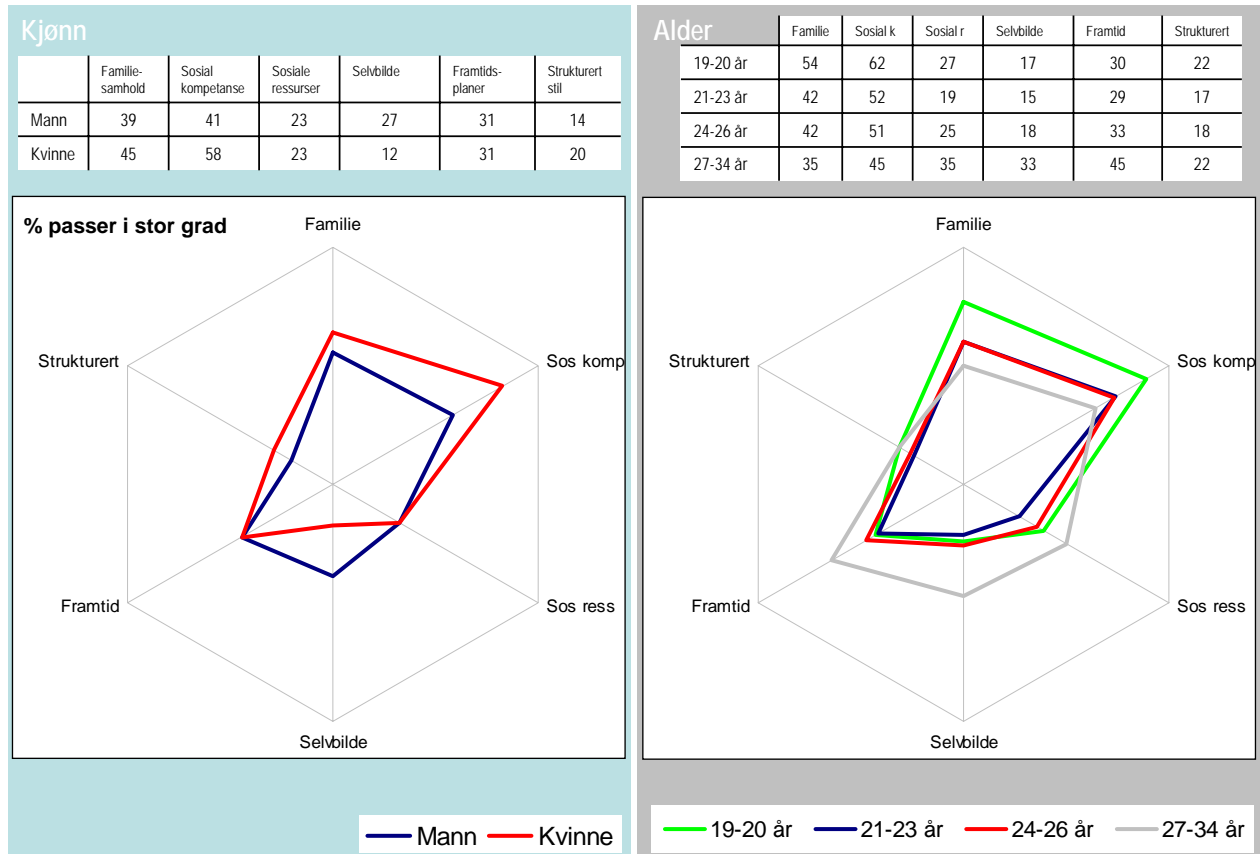 Kjønn
Familie-
samhold
Sosial
kompetanse
Sosiale
ressurser
Selvbilde
Framtids-
planer
Strukturert
stil
Mann 39 41 23 27 31 14
Kvinne 45 58 23 12 31 20
% passer i stor grad
Familie
Strukturert
Sos komp
Framtid
Sos ress
Selvbilde
Mann Kvinne
Alder
Familie Sosial k Sosial r Selvbilde Framtid Strukturert
19-20 år 54 62 27 17 30 22
21-23 år 42 52 19 15 29 17
24-26 år 42 51 25 18 33 18
27-34 år 35 45 35 33 45 22
Familie
Strukturert
Sos komp
Framtid
Sos ress
Selvbilde
19-20 år 21-23 år 24-26 år 27-34 år